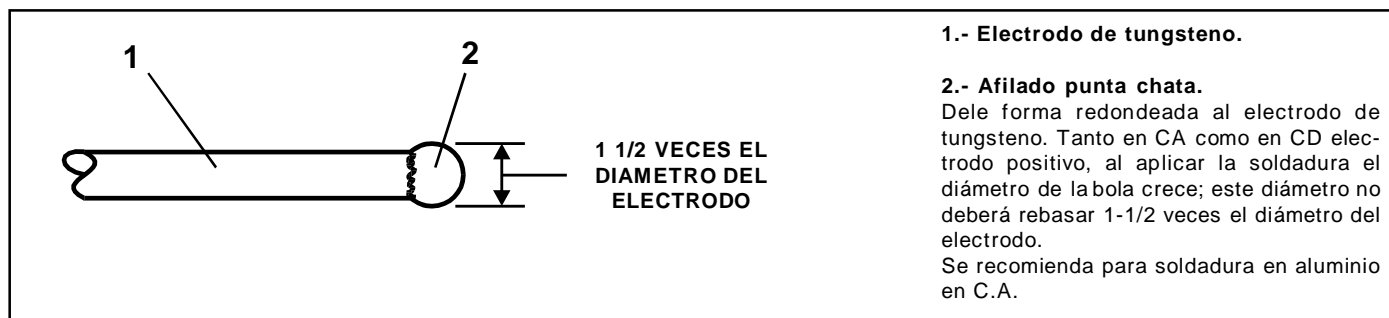 1
2
1 1/2 VECES EL
DIAMETRO DEL
ELECTRODO
1.- Electrodo de tungsteno.
2.- Afilado punta chata.
Dele forma redondeada al electrodo de
tungsteno. Tanto en CA como en CD elec-
trodo positivo, al aplicar la soldadura el
diámetro de la bola crece; este diámetro no
deberá rebasar 1-1/2 veces el diámetro del
electrodo.
Se recomienda para soldadura en aluminio
en C.A.